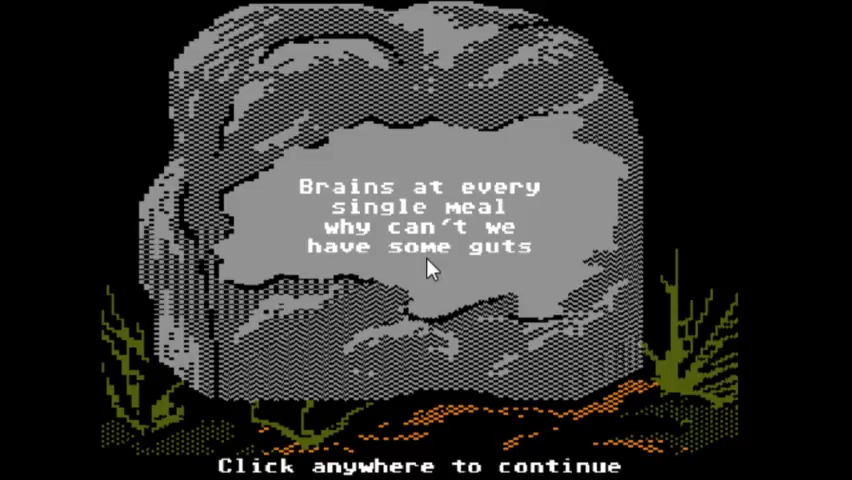 Brains at every
single meal
why can't we
have some guts
Click anywhere to continue